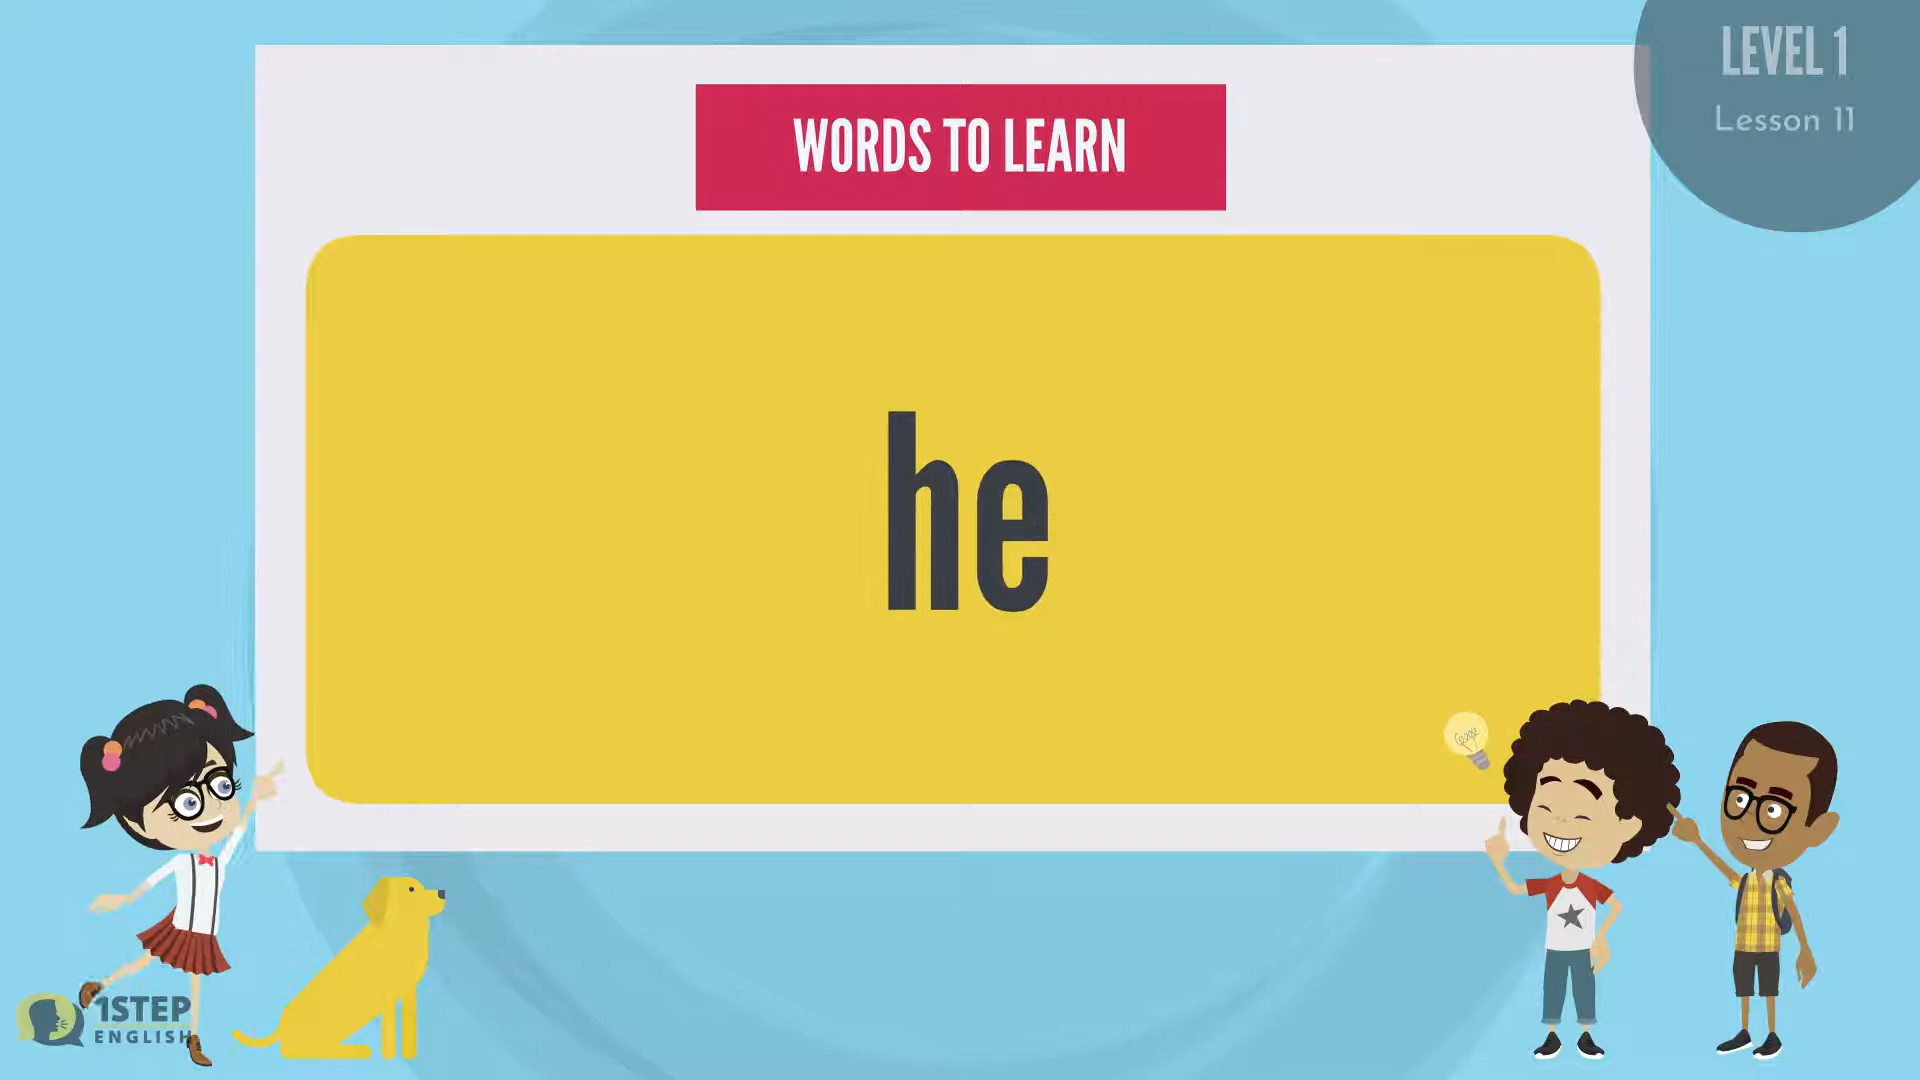 LEVEL 1
Lesson 11
WORDS TO LEARN
he
1STEP
ENGLISH